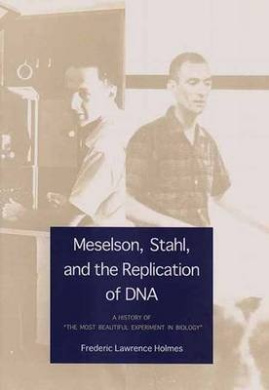 Meselson, Stahl,
and the Replication
of DNA
A HISTORY OF
"THE MOST BEAUTIFUL EXPERIMENT IN BIOLOGY"
Frederic Lawrence Holmes